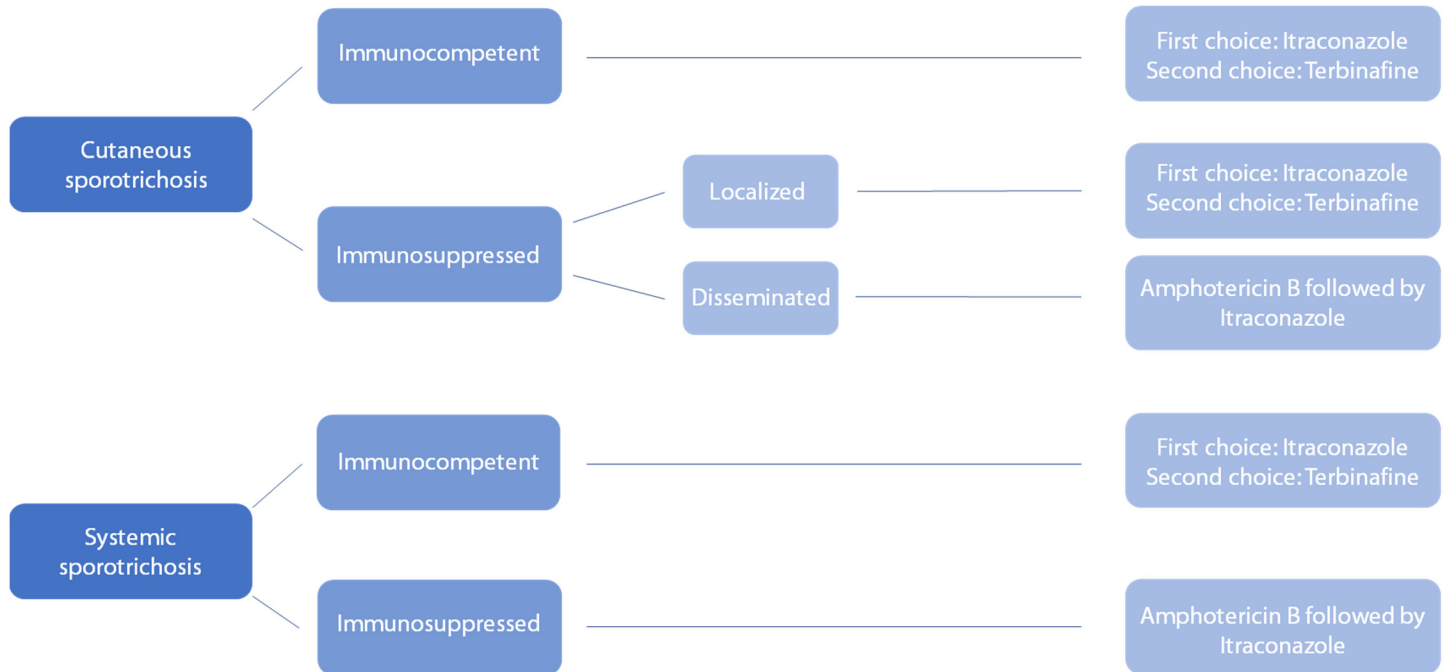 Cutaneous
sporotrichosis
Immunocompetent
First choice: Itraconazole
Second choice: Terbinafine
Immunosuppressed
Localized
First choice: Itraconazole
Second choice: Terbinafine
Disseminated
Amphotericin B followed by
Itraconazole
Systemic
sporotrichosis
Immunocompetent
First choice: Itraconazole
Second choice: Terbinafine
Immunosuppressed
Amphotericin B followed by
Itraconazole